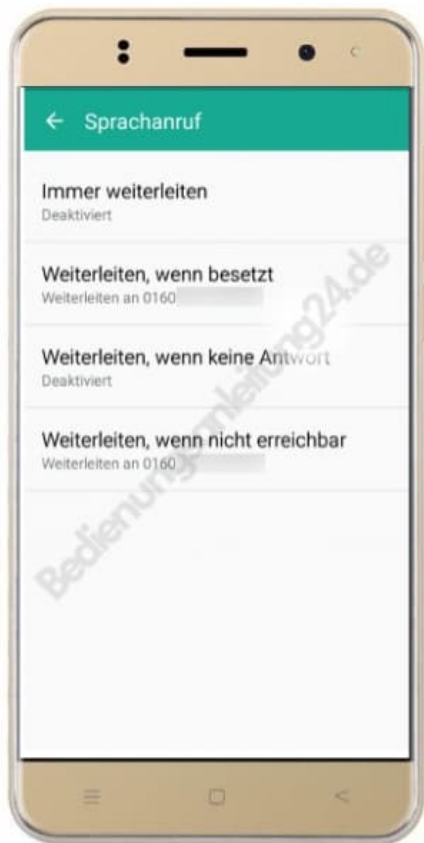 Sprachanruf
Immer weiterleiten
Deaktiviert
Weiterleiten, wenn besetzt
Weiterleiten an 0160
Weiterleiten, wenn keine Antwort
Deaktiviert
Weiterleiten, wenn nicht erreichbar
Weiterleiten an 0160
Bedienungsanleitung24.de